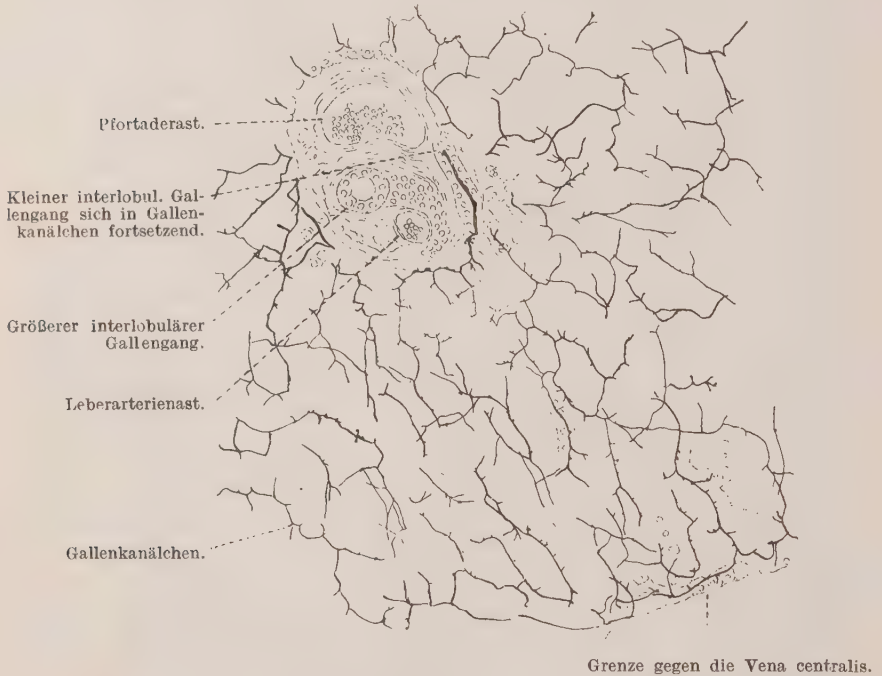 Pfortaderast.
Kleiner interlobul. Gal-
lengang sich in Gallen-
kanälchen fortsetzend.
Größerer interlobulärer
Gallengang.
Leberarterienast.
Gallenkanälchen.
Grenze gegen die Vena centralis.